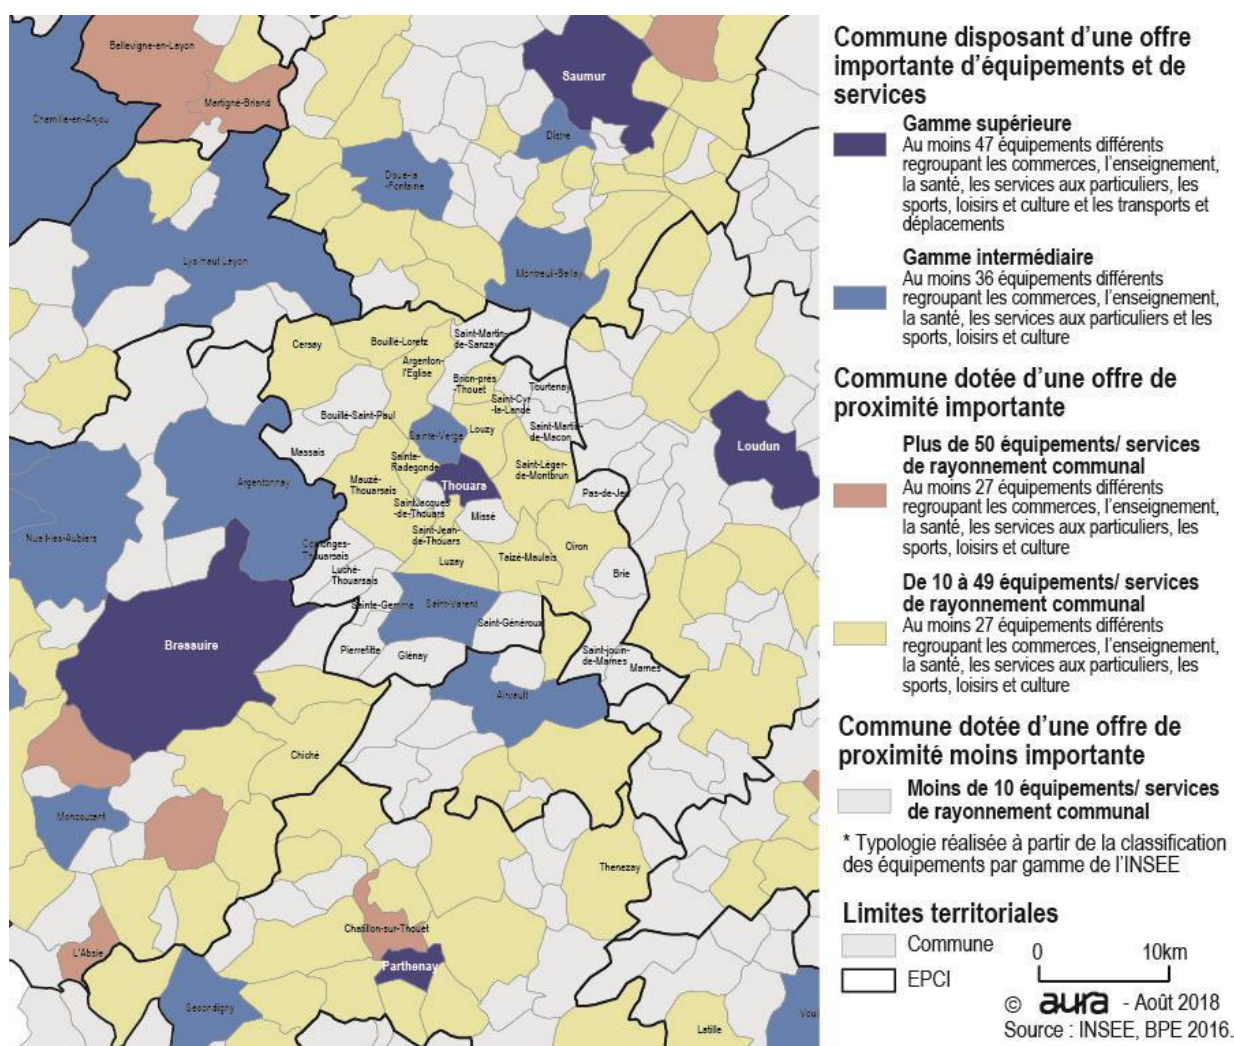 Bellevigne-en-Layon
Martigné-Briand
Chemillé-en-Anjou
Saumur
Distré
Doué-la
-Fontaine
Lys Haut Layon
Montreuil-Bellay
Cersay
Bouillé-Loretz
Saint-Martin-
de-Sanzay
Argenton-
l'Eglise
Brion-près
-Thouet
Tourtenay
Saint-Cyr
-la-Lande
Bouillé-Saint-Paul
Sainte-Verge
Louzy
Saint-Martin-
de-Macon
Loudun
Massais
Sainte-
Radegonde
Saint-Léger-
de-Montbrun
Argentonnay
Mauzé-
Thouarsais
Thouars
Pas-de-Jeu
Saint-Jacques
-de-Thouars
Missé
Nueil-les-Aubiers
Saint-Jean-
de-Thouars
Coulonges-
Thouarsais
Luzay
Taizé-Maulais
Oiron
Luché-
Thouarsais
Brie
Sainte-Gemme
Saint-Varent
Saint-Généroux
Bressuire
Pierrefitte
Glénay
Saint-jouin-
de-Marnes
Marnes
Airvault
Chiché
Moncoutant
Thenezay
Chatillon-sur-Thouet
L'Absie
Parthenay
Secondigny
Latille
Vou
Commune disposant d'une offre
importante d'équipements et de
services
Gamme supérieure
Au moins 47 équipements différents
regroupant les commerces, l'enseignement,
la santé, les services aux particuliers, les
sports, loisirs et culture et les transports et
déplacements
Gamme intermédiaire
Au moins 36 équipements différents
regroupant les commerces, l'enseignement,
la santé, les services aux particuliers et les
sports, loisirs et culture
Commune dotée d'une offre de
proximité importante
Plus de 50 équipements/ services
de rayonnement communal
Au moins 27 équipements différents
regroupant les commerces, l'enseignement,
la santé, les services aux particuliers, les
sports, loisirs et culture
De 10 à 49 équipements/ services
de rayonnement communal
Au moins 27 équipements différents
regroupant les commerces, l'enseignement,
la santé, les services aux particuliers, les
sports, loisirs et culture
Commune dotée d'une offre de
proximité moins importante
Moins de 10 équipements/ services
de rayonnement communal
* Typologie réalisée à partir de la classification
des équipements par gamme de l'INSEE
Limites territoriales
Commune
EPCI
0 10km
© aura - Août 2018
Source : INSEE, BPE 2016.